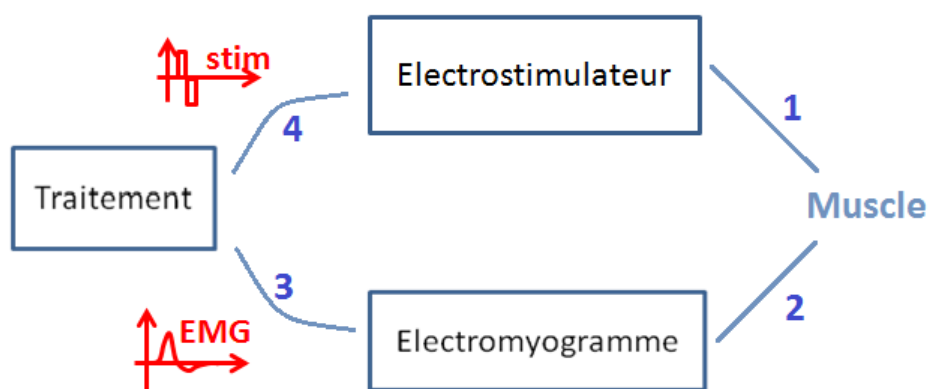 stim
Electrostimulateur
4
1
Traitement
Muscle
3
2
EMG
Electromyogramme